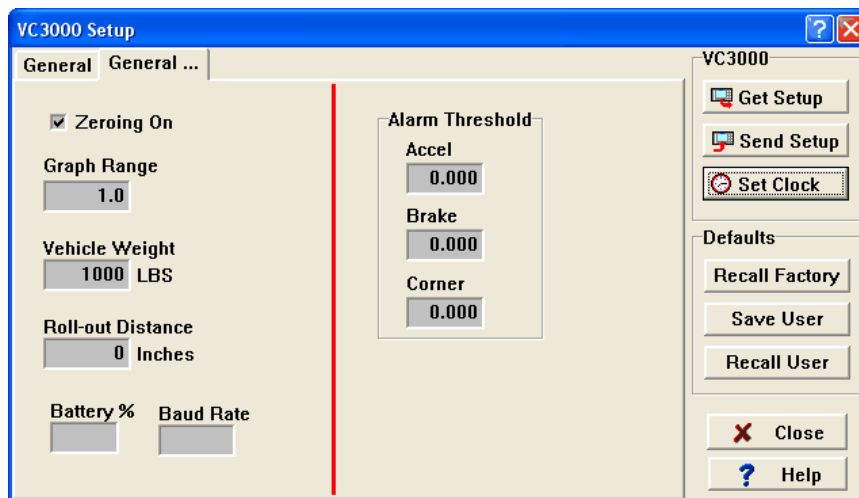 VC3000 Setup
General
General ...
Zeroing On
Graph Range
1.0
Vehicle Weight
1000 LBS
Roll-out Distance
0 Inches
Battery %
Baud Rate
Alarm Threshold
Accel
0.000
Brake
0.000
Corner
0.000
VC3000
Get Setup
Send Setup
Set Clock
Defaults
Recall Factory
Save User
Recall User
Close
? Help